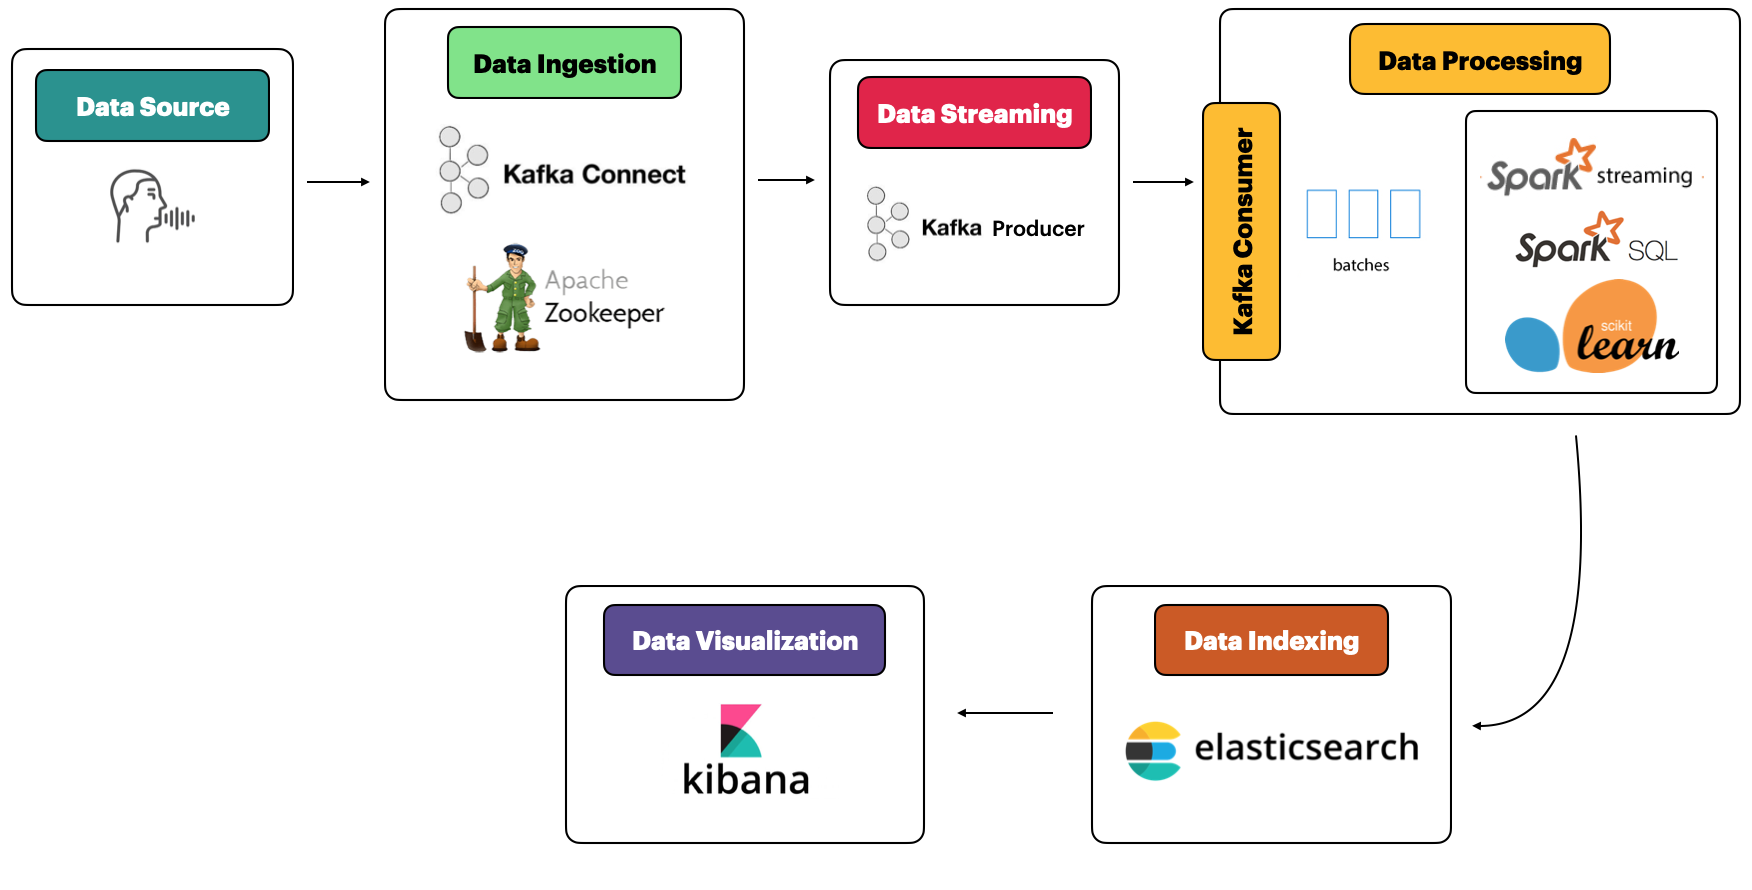 Data Source
Data Ingestion
Kafka Connect
Apache
Zookeeper
Data Streaming
Kafka Producer
Data Processing
Kafka Consumer
batches
Spark streaming
Spark SQL
scikit
learn
Data Visualization
kibana
Data Indexing
elasticsearch